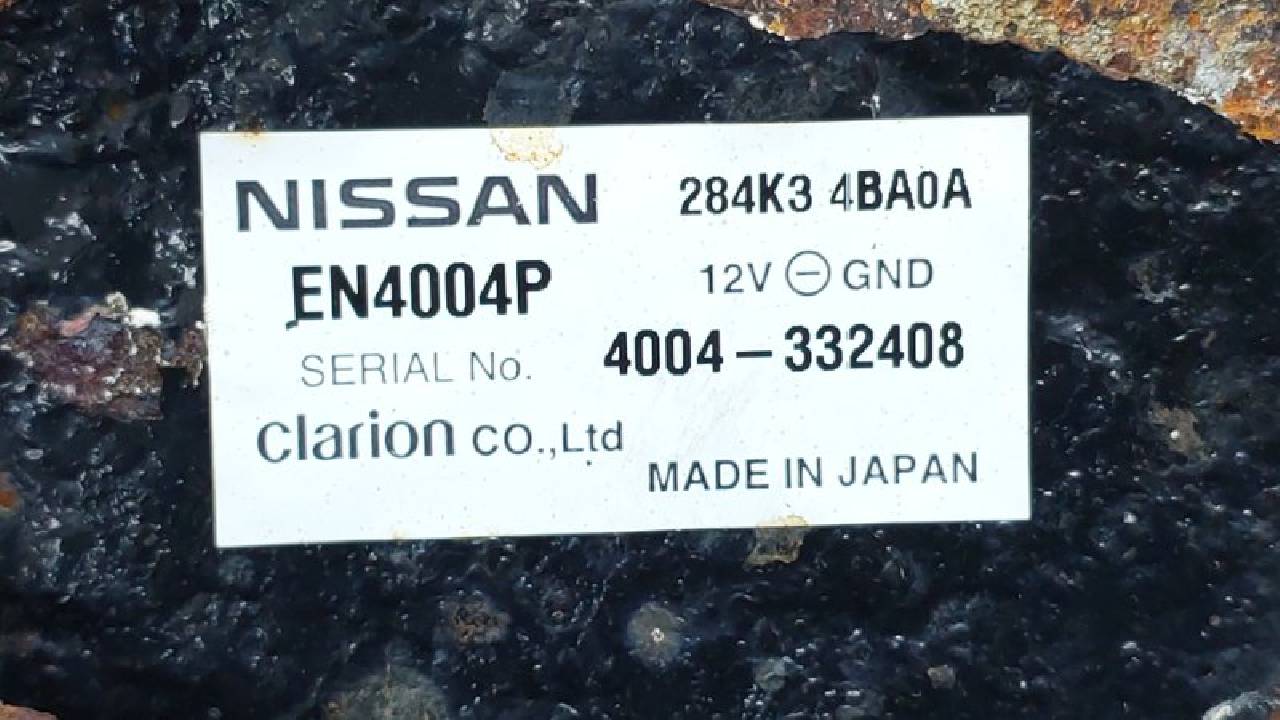 NISSAN 284K3 4BA0A
EN4004P 12V ⊖ GND
SERIAL No. 4004-332408
Clarion CO.,Ltd
MADE IN JAPAN